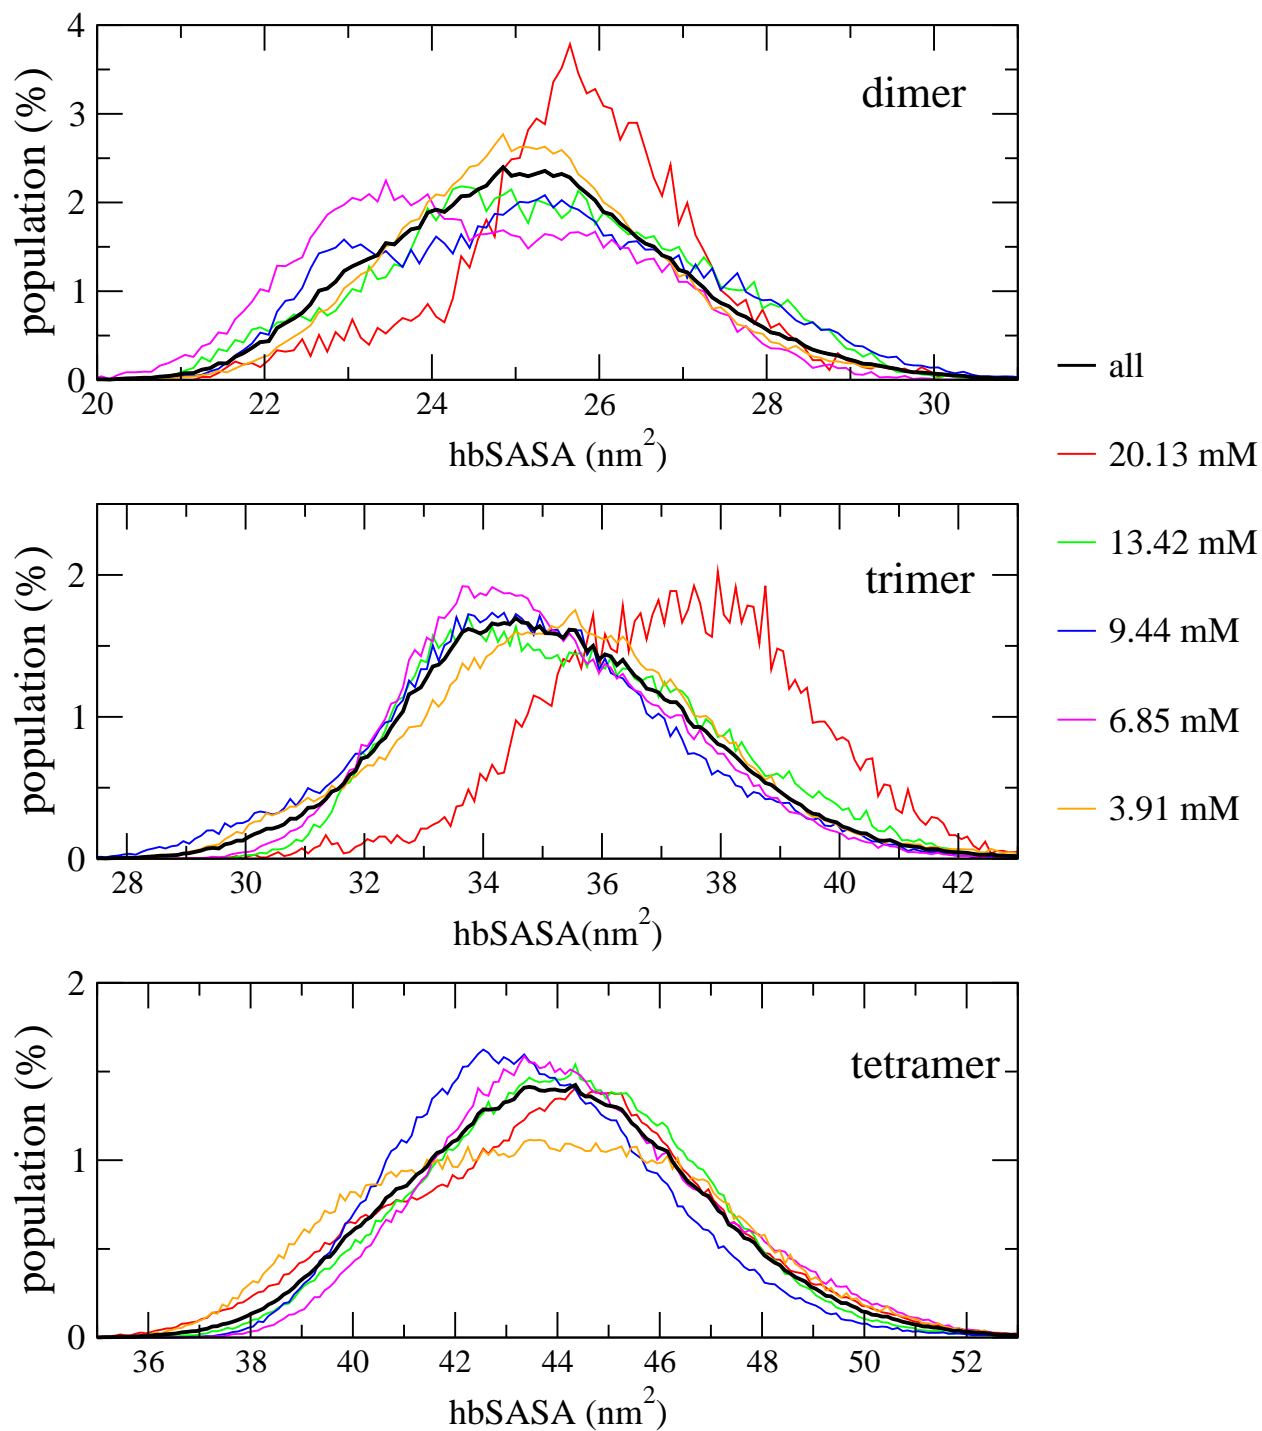 4
3
2
1
0
population (%)
dimer
20 22 24 26 28 30
hbSASA (nm²)
2
1
0
population (%)
trimer
28 30 32 34 36 38 40 42
hbSASA(nm²)
2
1
0
population (%)
tetramer
36 38 40 42 44 46 48 50 52
hbSASA (nm²)
all
20.13 mM
13.42 mM
9.44 mM
6.85 mM
3.91 mM